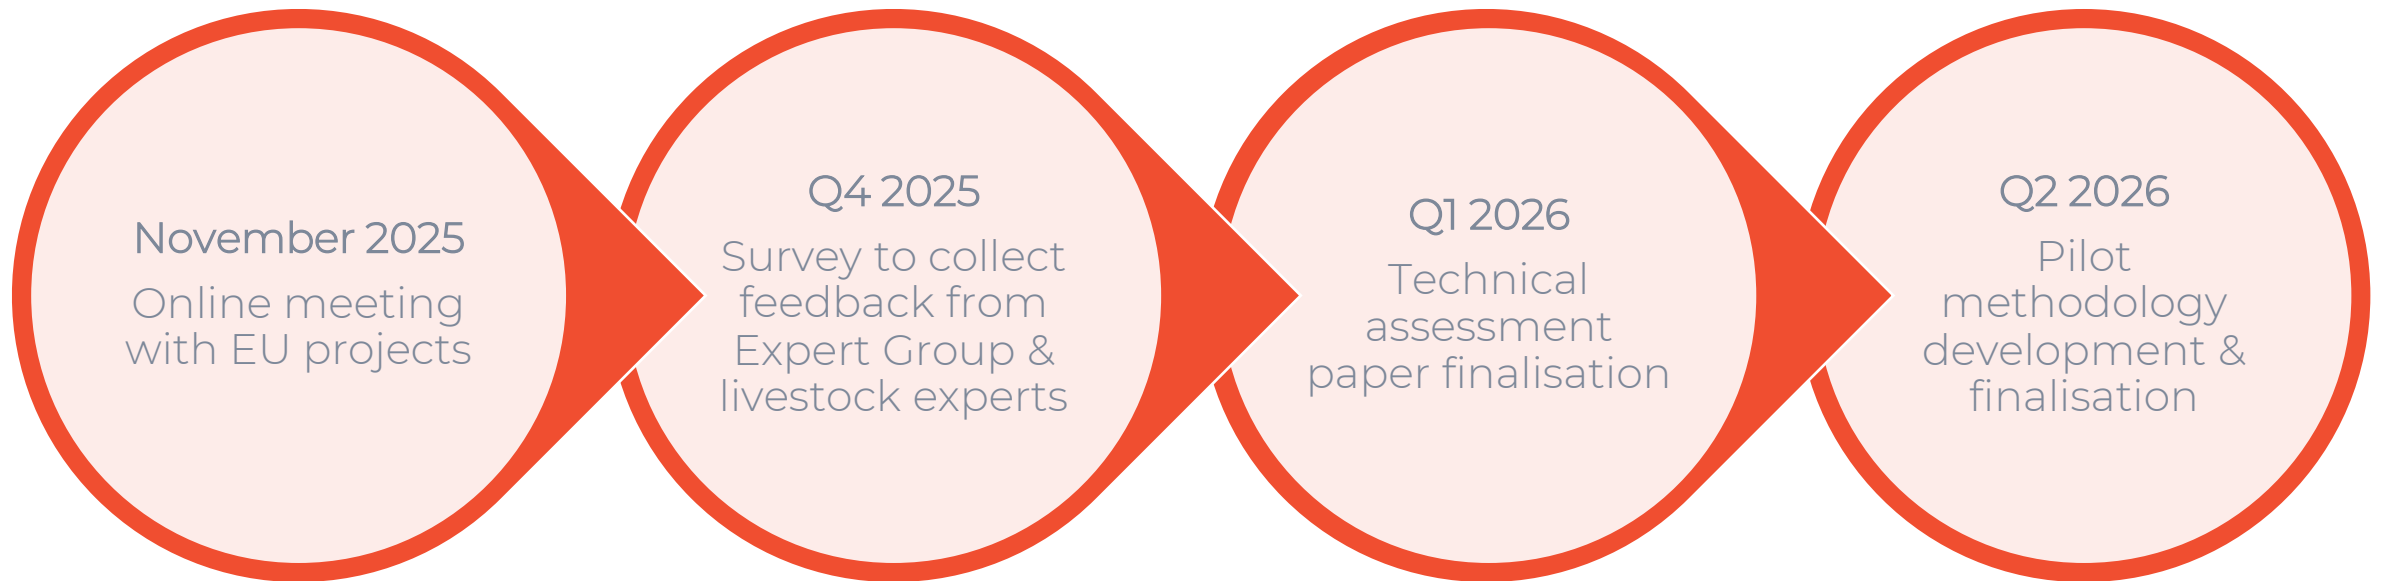 November 2025
Online meeting
with EU projects
Q4 2025
Survey to collect
feedback from
Expert Group &
livestock experts
Q1 2026
Technical
assessment
paper finalisation
Q2 2026
Pilot
methodology
development &
finalisation